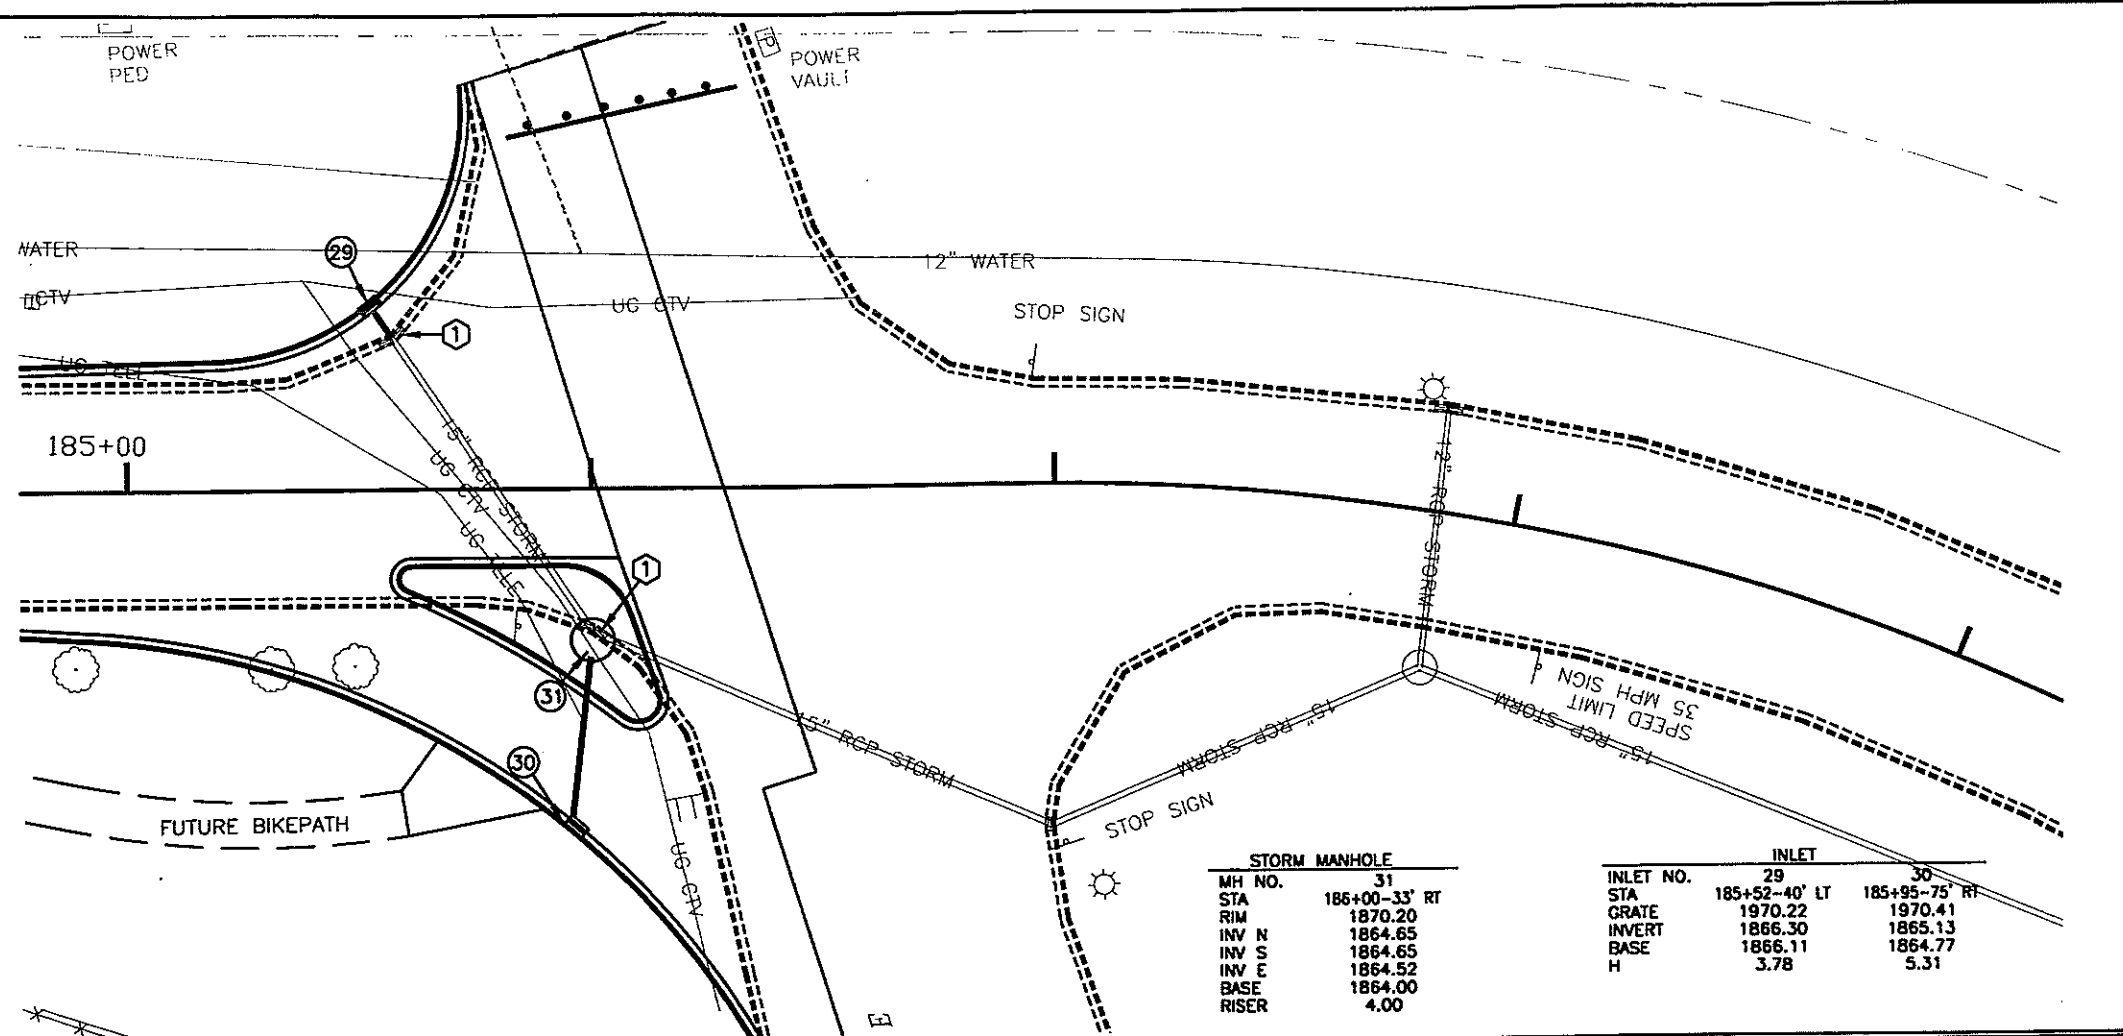 POWER
PED
P
POWER
VAULT
WATER
29
12" WATER
CTV
UG CTV
STOP SIGN
1
UG TELE
185+00
15" RCP STORM
UG CTV
UG TELE
12" RCP STORM
1
31
SPEED LIMIT
35 MPH SIGN
15" RCP STORM
15" RCP STORM
15" RCP STORM
30
FUTURE BIKEPATH
STOP SIGN
UG CTV
E
STORM MANHOLE
MH NO. 31
STA 186+00-33' RT
RIM 1870.20
INV N 1864.65
INV S 1864.65
INV E 1864.52
BASE 1864.00
RISER 4.00
INLET
INLET NO. 29 30
STA 185+52-40' LT 185+95-75' RT
GRATE 1970.22 1970.41
INVERT 1866.30 1865.13
BASE 1866.11 1864.77
H 3.78 5.31